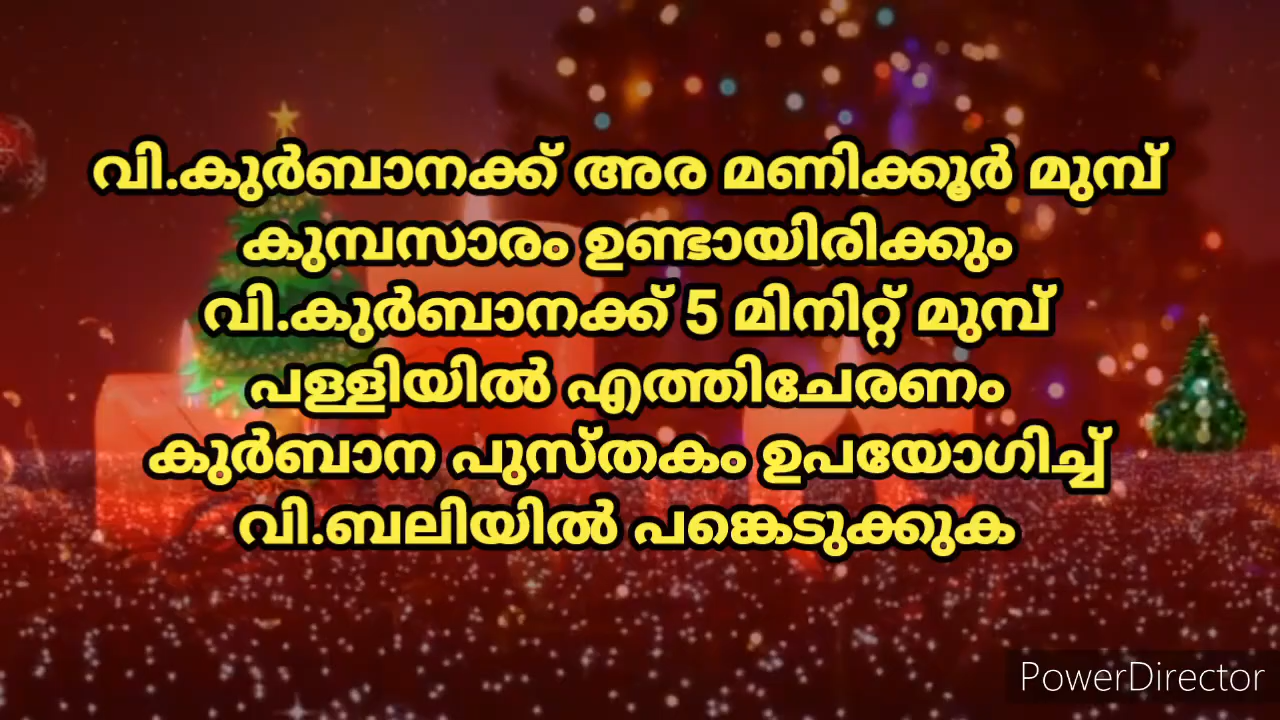 വി.കുർബാനക്ക് അര മണിക്കൂർ മുമ്പ്
കുമ്പസാരം ഉണ്ടായിരിക്കും
വി.കുർബാനക്ക് 5 മിനിറ്റ് മുമ്പ്
പള്ളിയിൽ എത്തിചേരണം
കുർബാന പുസ്തകം ഉപയോഗിച്ച്
വി.ബലിയിൽ പങ്കെടുക്കുക
PowerDirector